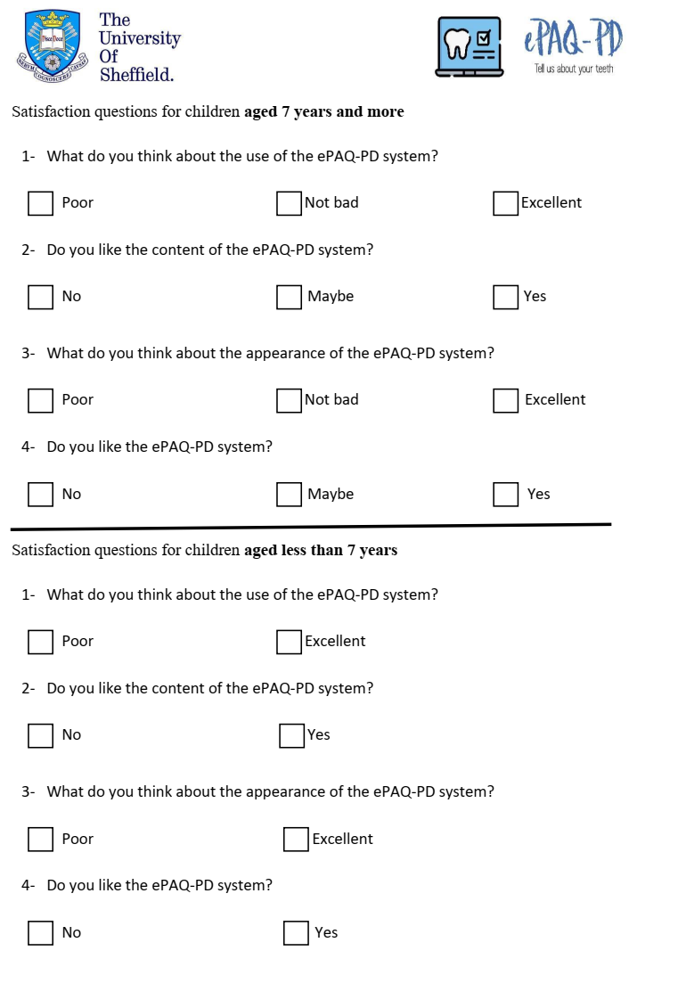 The
University
Of
Sheffield.
Disce Doce
RERVM COGNOSCERE CAVSAS
ePAQ-PD
Tell us about your teeth
Satisfaction questions for children aged 7 years and more
1- What do you think about the use of the ePAQ-PD system?
Poor Not bad Excellent
2- Do you like the content of the ePAQ-PD system?
No Maybe Yes
3- What do you think about the appearance of the ePAQ-PD system?
Poor Not bad Excellent
4- Do you like the ePAQ-PD system?
No Maybe Yes
Satisfaction questions for children aged less than 7 years
1- What do you think about the use of the ePAQ-PD system?
Poor Excellent
2- Do you like the content of the ePAQ-PD system?
No Yes
3- What do you think about the appearance of the ePAQ-PD system?
Poor Excellent
4- Do you like the ePAQ-PD system?
No Yes